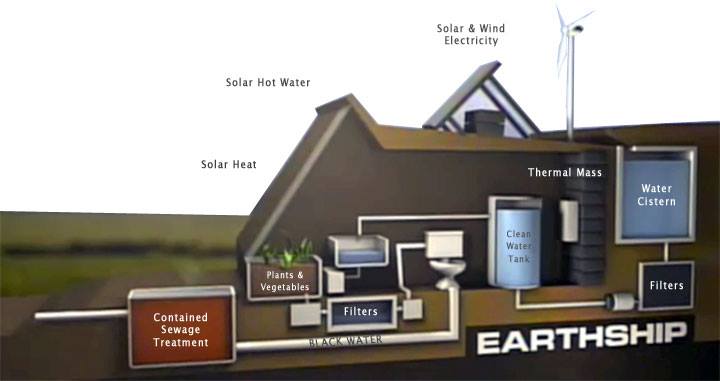 Solar & Wind
Electricity
Solar Hot Water
Solar Heat
Thermal Mass
Water
Cistern
Clean
Water
Tank
Plants &
Vegetables
Filters
Filters
Contained
Sewage
Treatment
BLACK WATER
EARTHSHIP